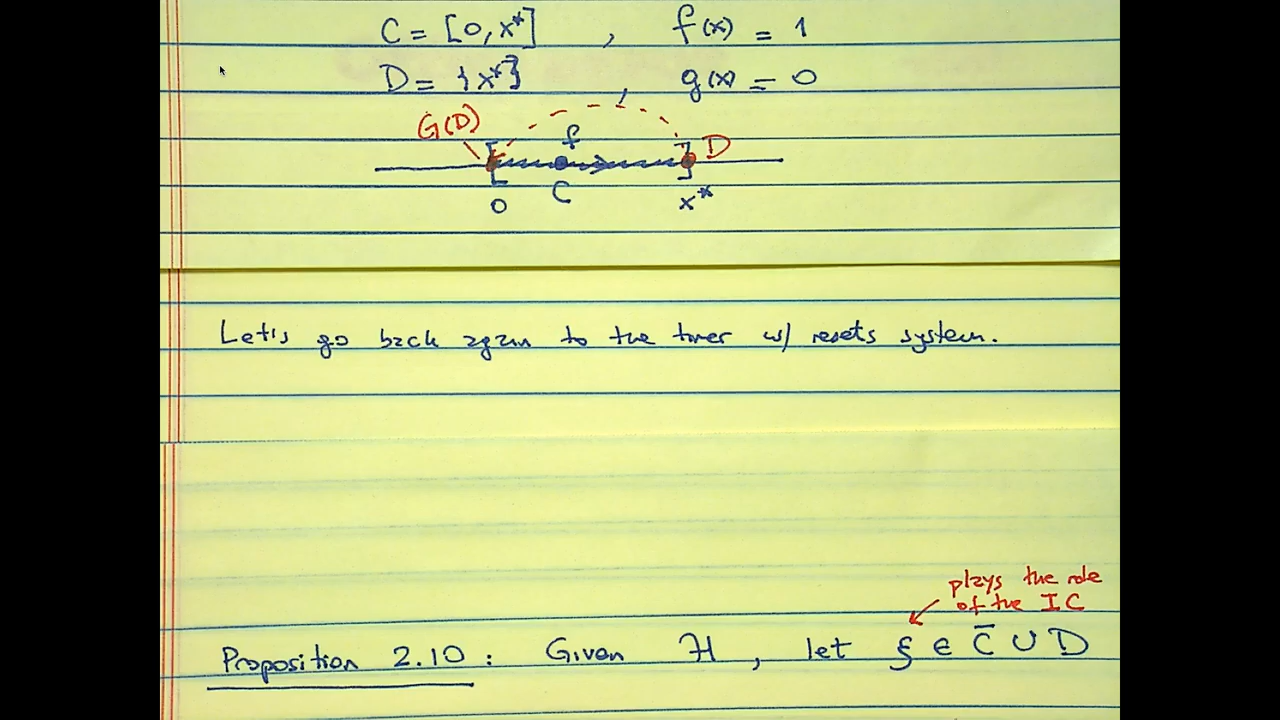 C = [0, x*] , f(x) = 1
D = {x*} , g(x) = 0
G(D) f D
0 C x*
Let's go back again to the timer w/ resets system.
plays the role
of the IC
Proposition 2.10 : Given H , let ξ ∈ C̅ ∪ D